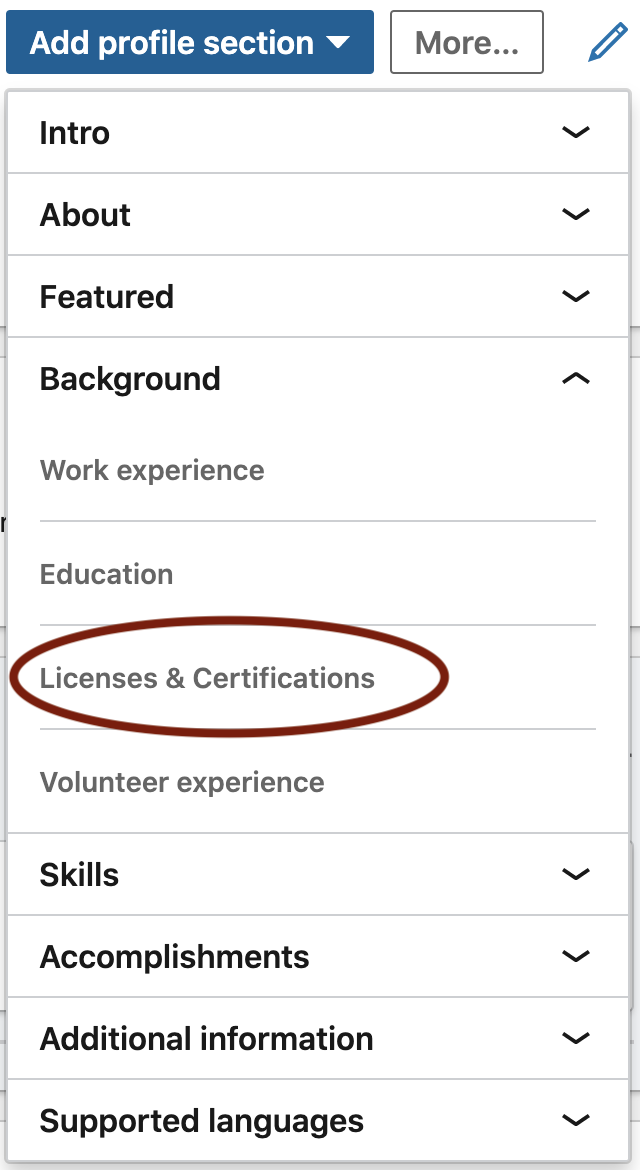 Add profile section More...
Intro
About
Featured
Background
Work experience
Education
Licenses & Certifications
Volunteer experience
Skills
Accomplishments
Additional information
Supported languages